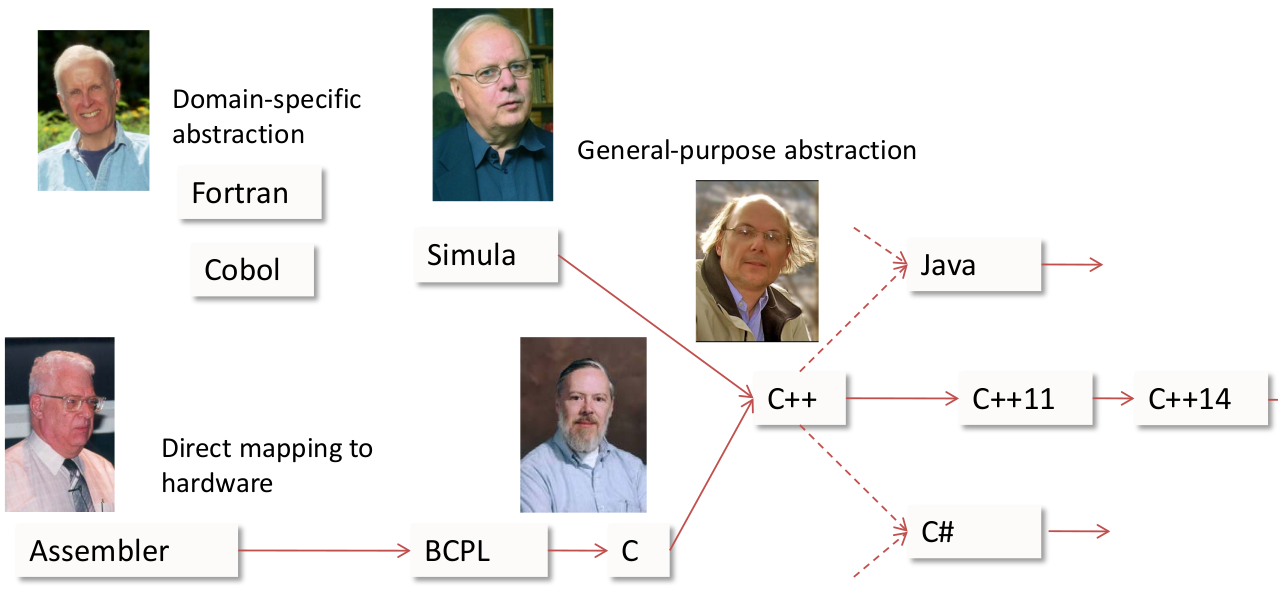 Domain-specific
abstraction
General-purpose abstraction
Fortran
Cobol
Simula
Java
C++
C++11
C++14
Direct mapping to
hardware
Assembler
BCPL
C
C#